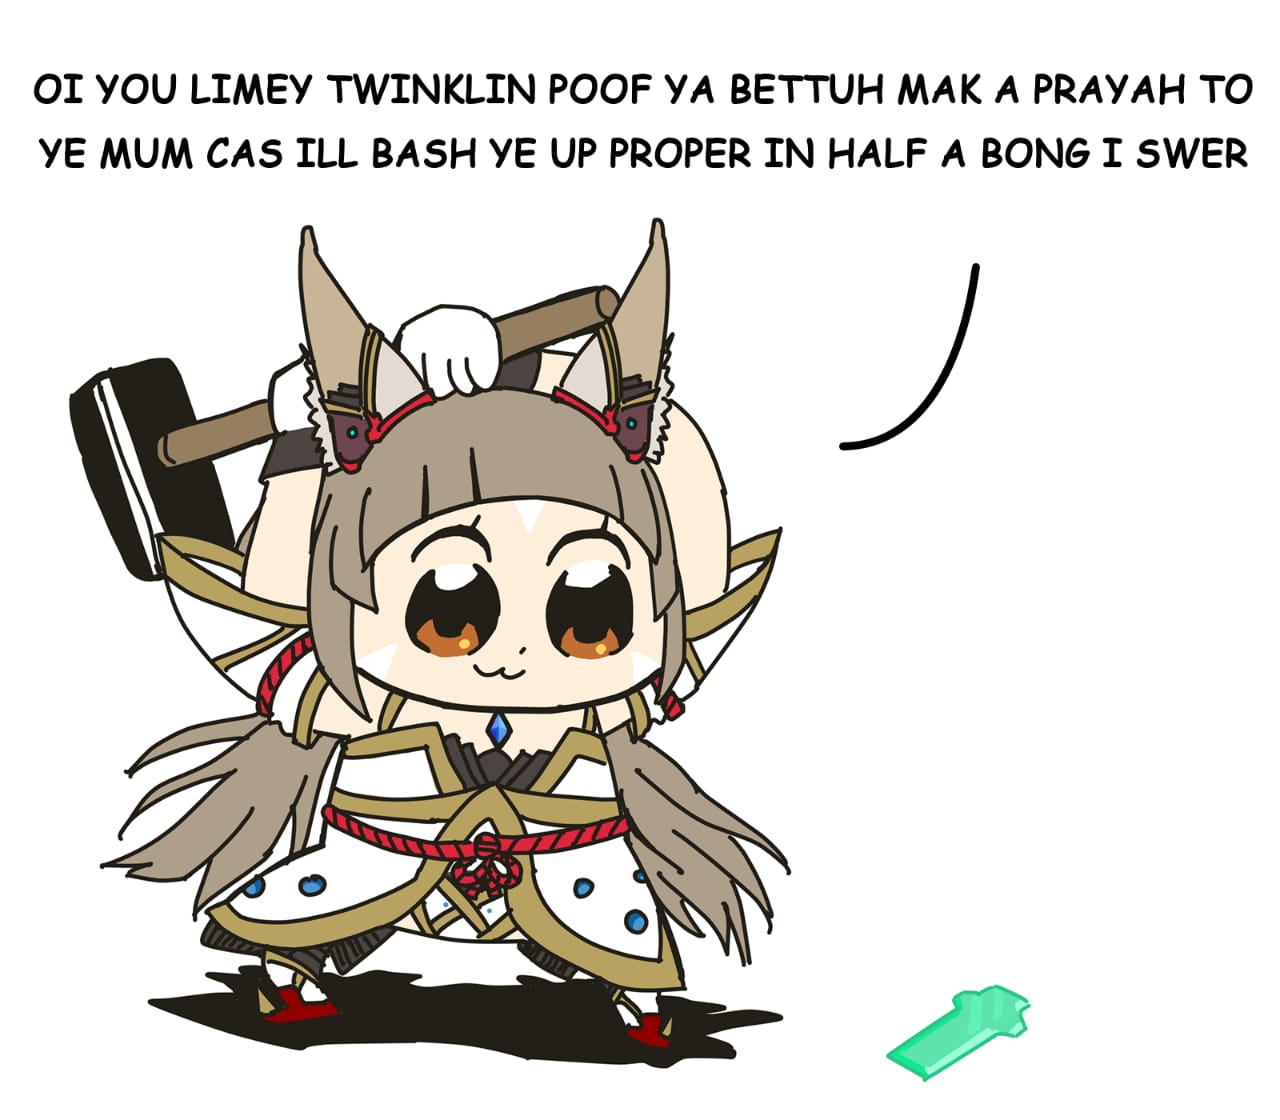 OI YOU LIMEY TWINKLIN POOF YA BETTUH MAK A PRAYAH TO
YE MUM CAS ILL BASH YE UP PROPER IN HALF A BONG I SWER